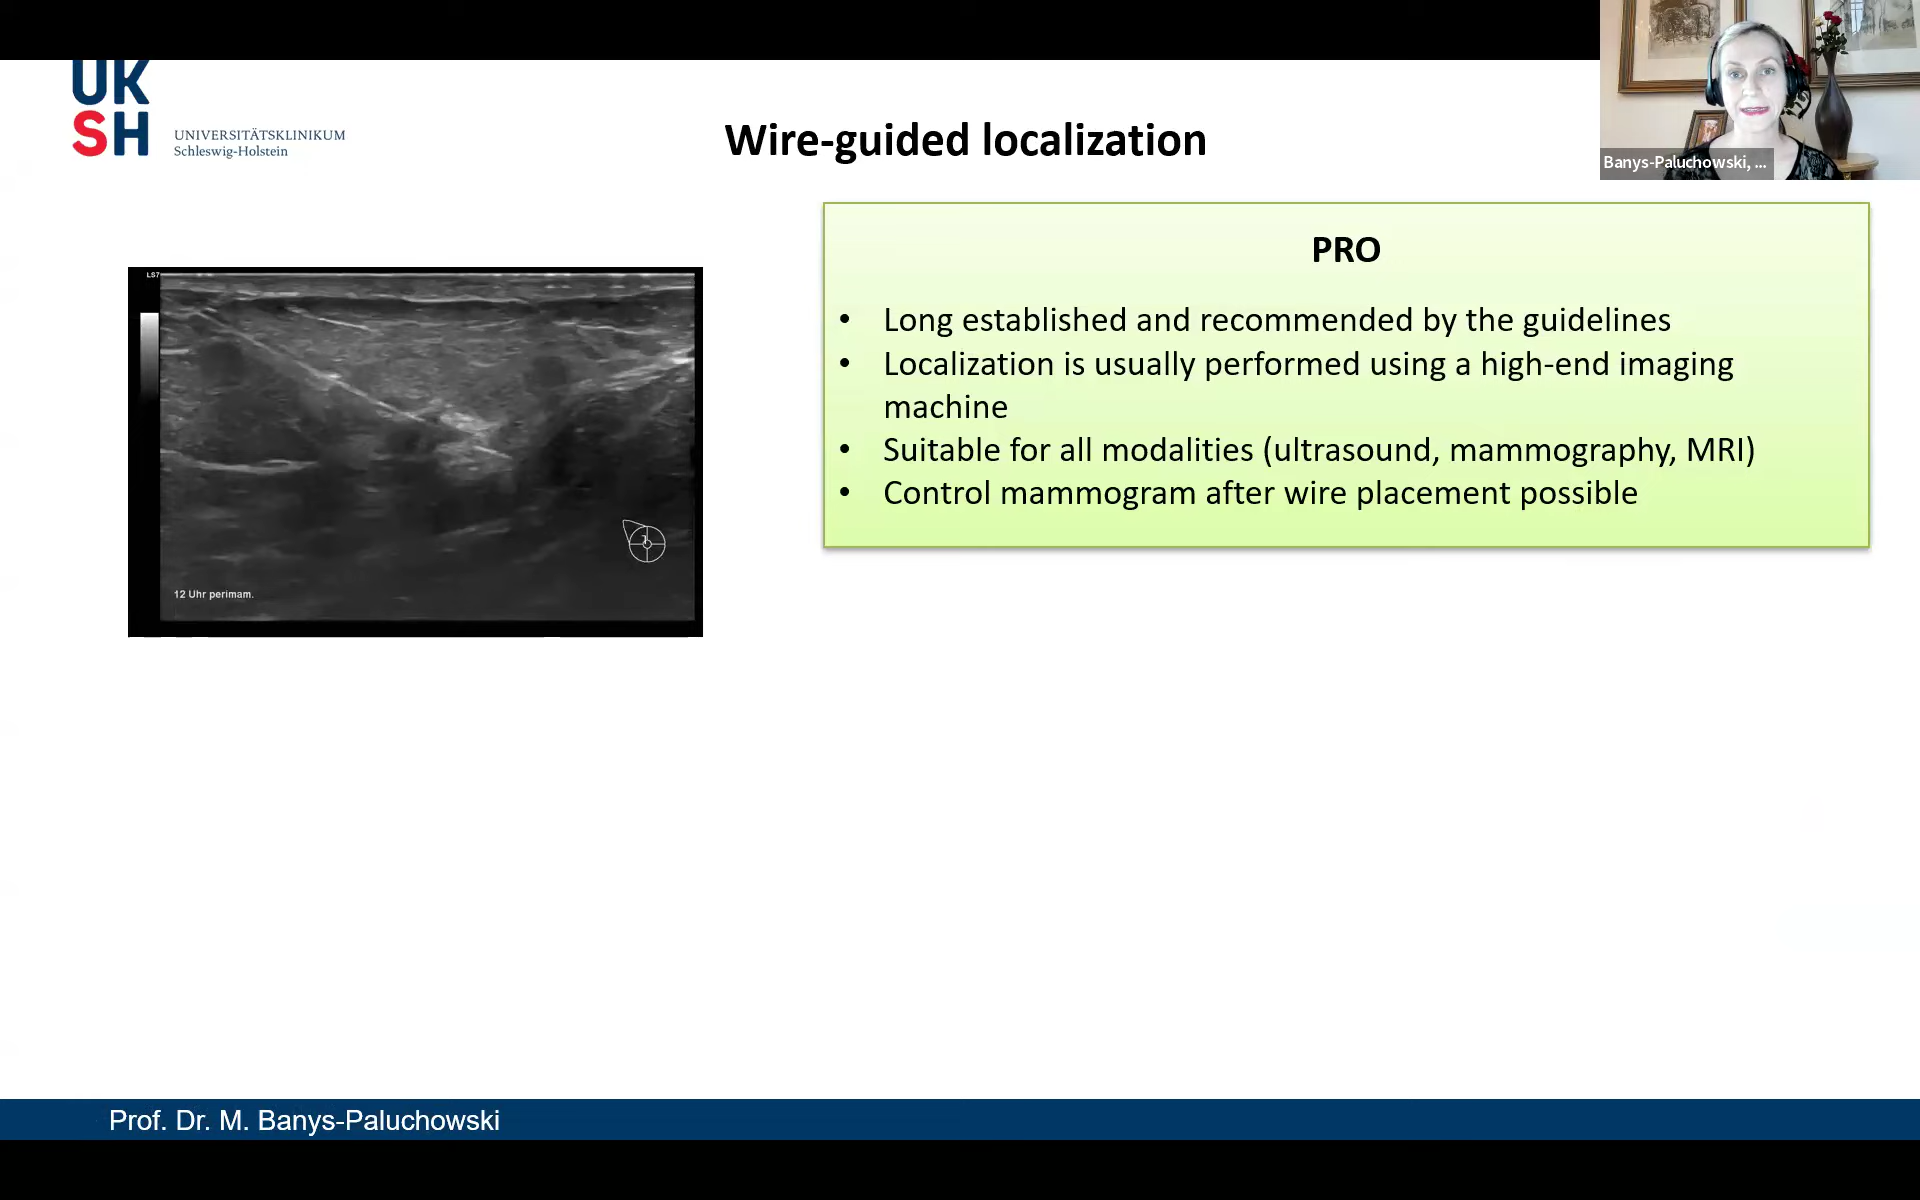 UK
SH
UNIVERSITÄTSKLINIKUM
Schleswig-Holstein
Wire-guided localization
Banys-Paluchowski, ...
PRO
• Long established and recommended by the guidelines
• Localization is usually performed using a high-end imaging
machine
• Suitable for all modalities (ultrasound, mammography, MRI)
• Control mammogram after wire placement possible
LS7
12 Uhr perimam.
Prof. Dr. M. Banys-Paluchowski